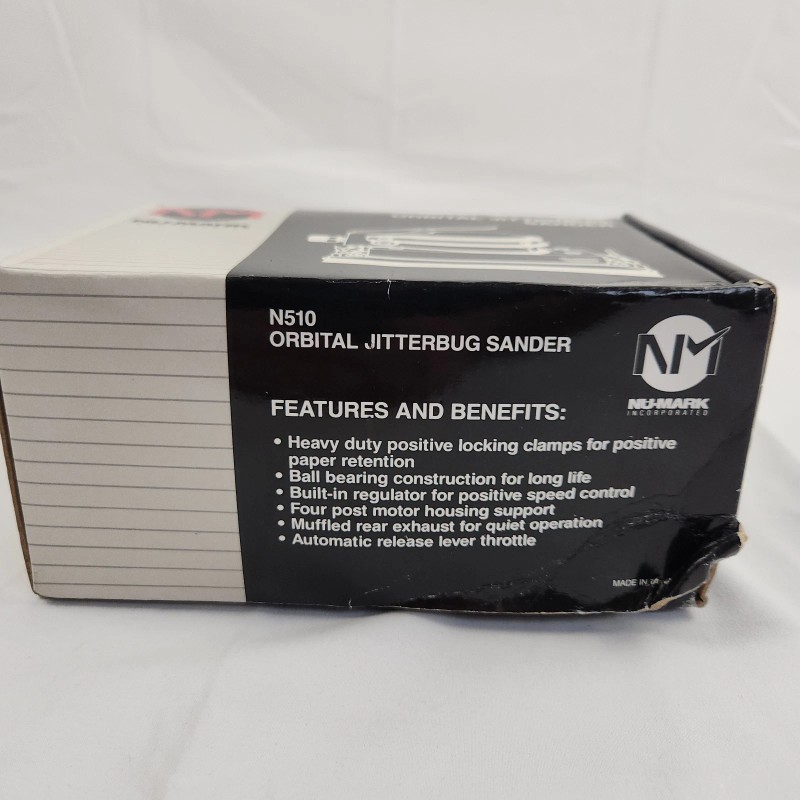 N510
ORBITAL JITTERBUG SANDER
NM
NU-MARK
INCORPORATED
FEATURES AND BENEFITS:
• Heavy duty positive locking clamps for positive
paper retention
• Ball bearing construction for long life
• Built-in regulator for positive speed control
• Four post motor housing support
• Muffled rear exhaust for quiet operation
• Automatic release lever throttle
MADE IN